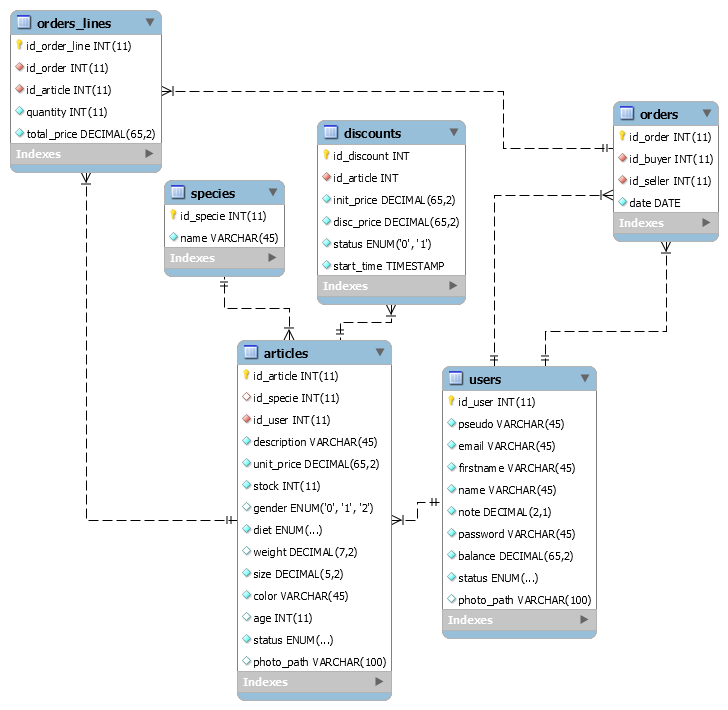 orders_lines
id_order_line INT(11)
id_order INT(11)
id_article INT(11)
quantity INT(11)
total_price DECIMAL(65,2)
Indexes
species
id_specie INT(11)
name VARCHAR(45)
Indexes
discounts
id_discount INT
id_article INT
init_price DECIMAL(65,2)
disc_price DECIMAL(65,2)
status ENUM('0', '1')
start_time TIMESTAMP
Indexes
orders
id_order INT(11)
id_buyer INT(11)
id_seller INT(11)
date DATE
Indexes
articles
id_article INT(11)
id_specie INT(11)
id_user INT(11)
description VARCHAR(45)
unit_price DECIMAL(65,2)
stock INT(11)
gender ENUM('0', '1', '2')
diet ENUM(...)
weight DECIMAL(7,2)
size DECIMAL(5,2)
color VARCHAR(45)
age INT(11)
status ENUM(...)
photo_path VARCHAR(100)
Indexes
users
id_user INT(11)
pseudo VARCHAR(45)
email VARCHAR(45)
firstname VARCHAR(45)
name VARCHAR(45)
note DECIMAL(2,1)
password VARCHAR(45)
balance DECIMAL(65,2)
status ENUM(...)
photo_path VARCHAR(100)
Indexes